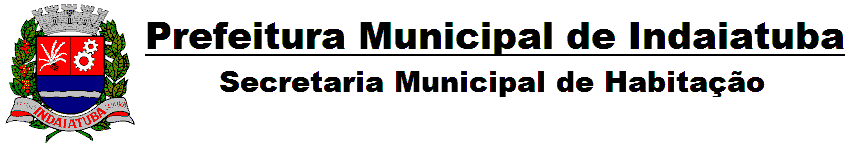 Prefeitura Municipal de Indaiatuba
Secretaria Municipal de Habitação
INDAIATUBA